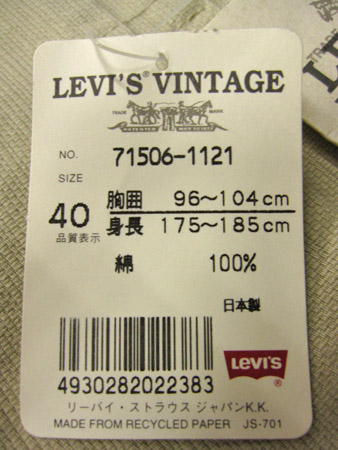 LEVI'S® VINTAGE
TRADE MARK
NO. 71506-1121
SIZE
40
品質表示
胸囲 96~104cm
身長 175~185cm
綿 100%
日本製
LEVI'S®
4930282022383
リーバイ・ストラウス ジャパンK.K.
MADE FROM RECYCLED PAPER JS-701